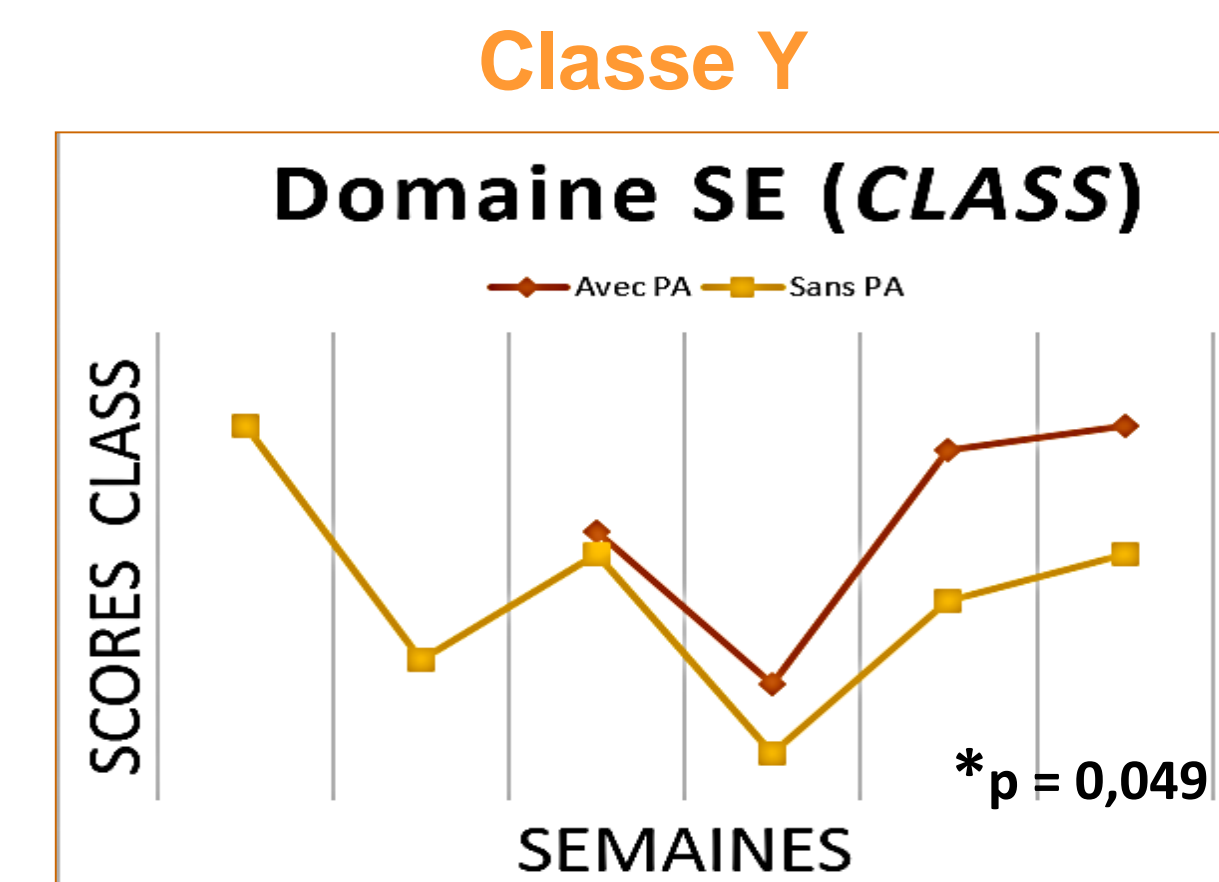 Classe Y
Domaine SE (CLASS)
Avec PA Sans PA
SCORES CLASS
*p = 0,049
SEMAINES